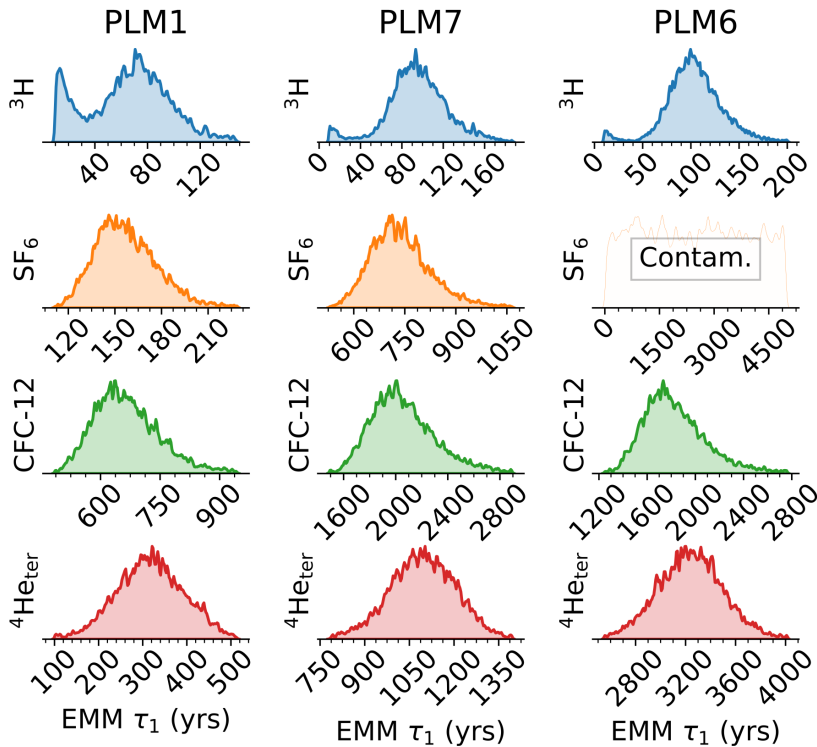 PLM1 PLM7 PLM6
³H ³H ³H
40 80 120
0 40 80 120 160
0 50 100 150 200
SF₆ SF₆ SF₆
Contam.
120 150 180 210
600 750 900 1050
0 1500 3000 4500
CFC-12 CFC-12 CFC-12
600 750 900
1600 2000 2400 2800
1200 1600 2000 2400 2800
⁴Heₜₑᵣ ⁴Heₜₑᵣ ⁴Heₜₑᵣ
100 200 300 400 500
750 900 1050 1200 1350
2800 3200 3600 4000
EMM τ₁ (yrs) EMM τ₁ (yrs) EMM τ₁ (yrs)